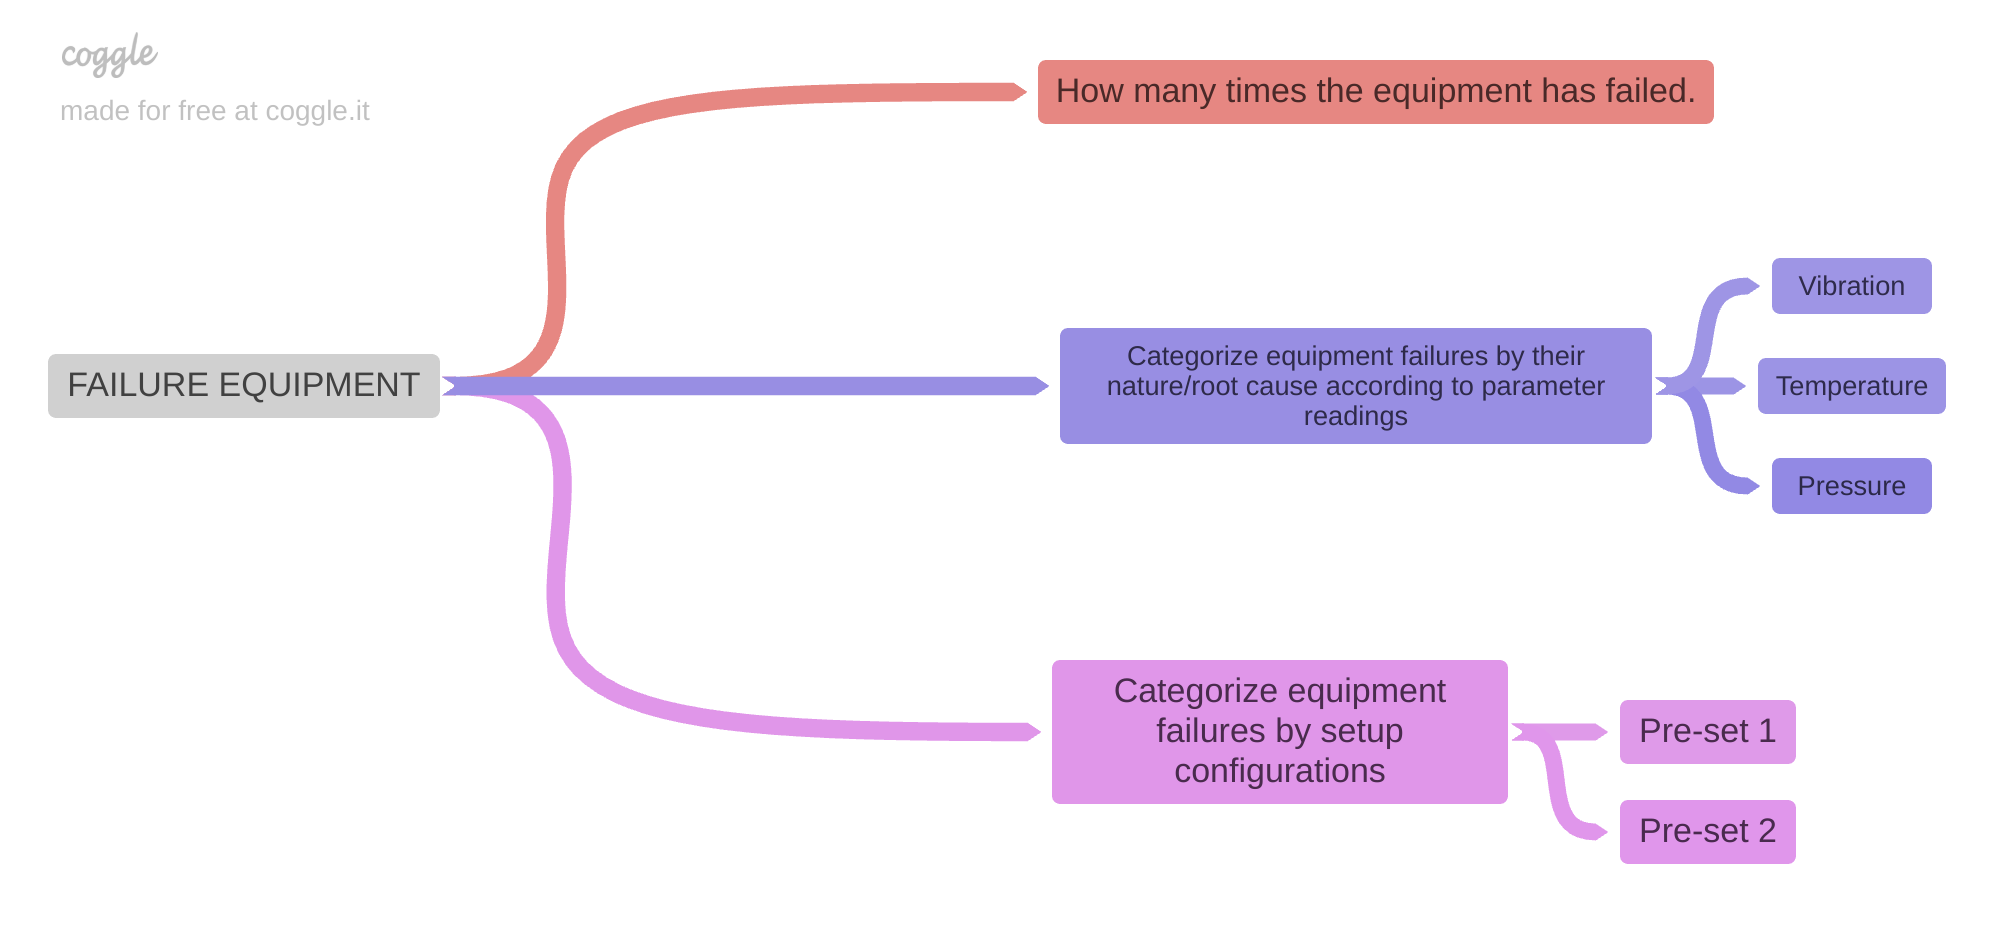 coggle
made for free at coggle.it
How many times the equipment has failed.
FAILURE EQUIPMENT
Categorize equipment failures by their
nature/root cause according to parameter
readings
Vibration
Temperature
Pressure
Categorize equipment
failures by setup
configurations
Pre-set 1
Pre-set 2